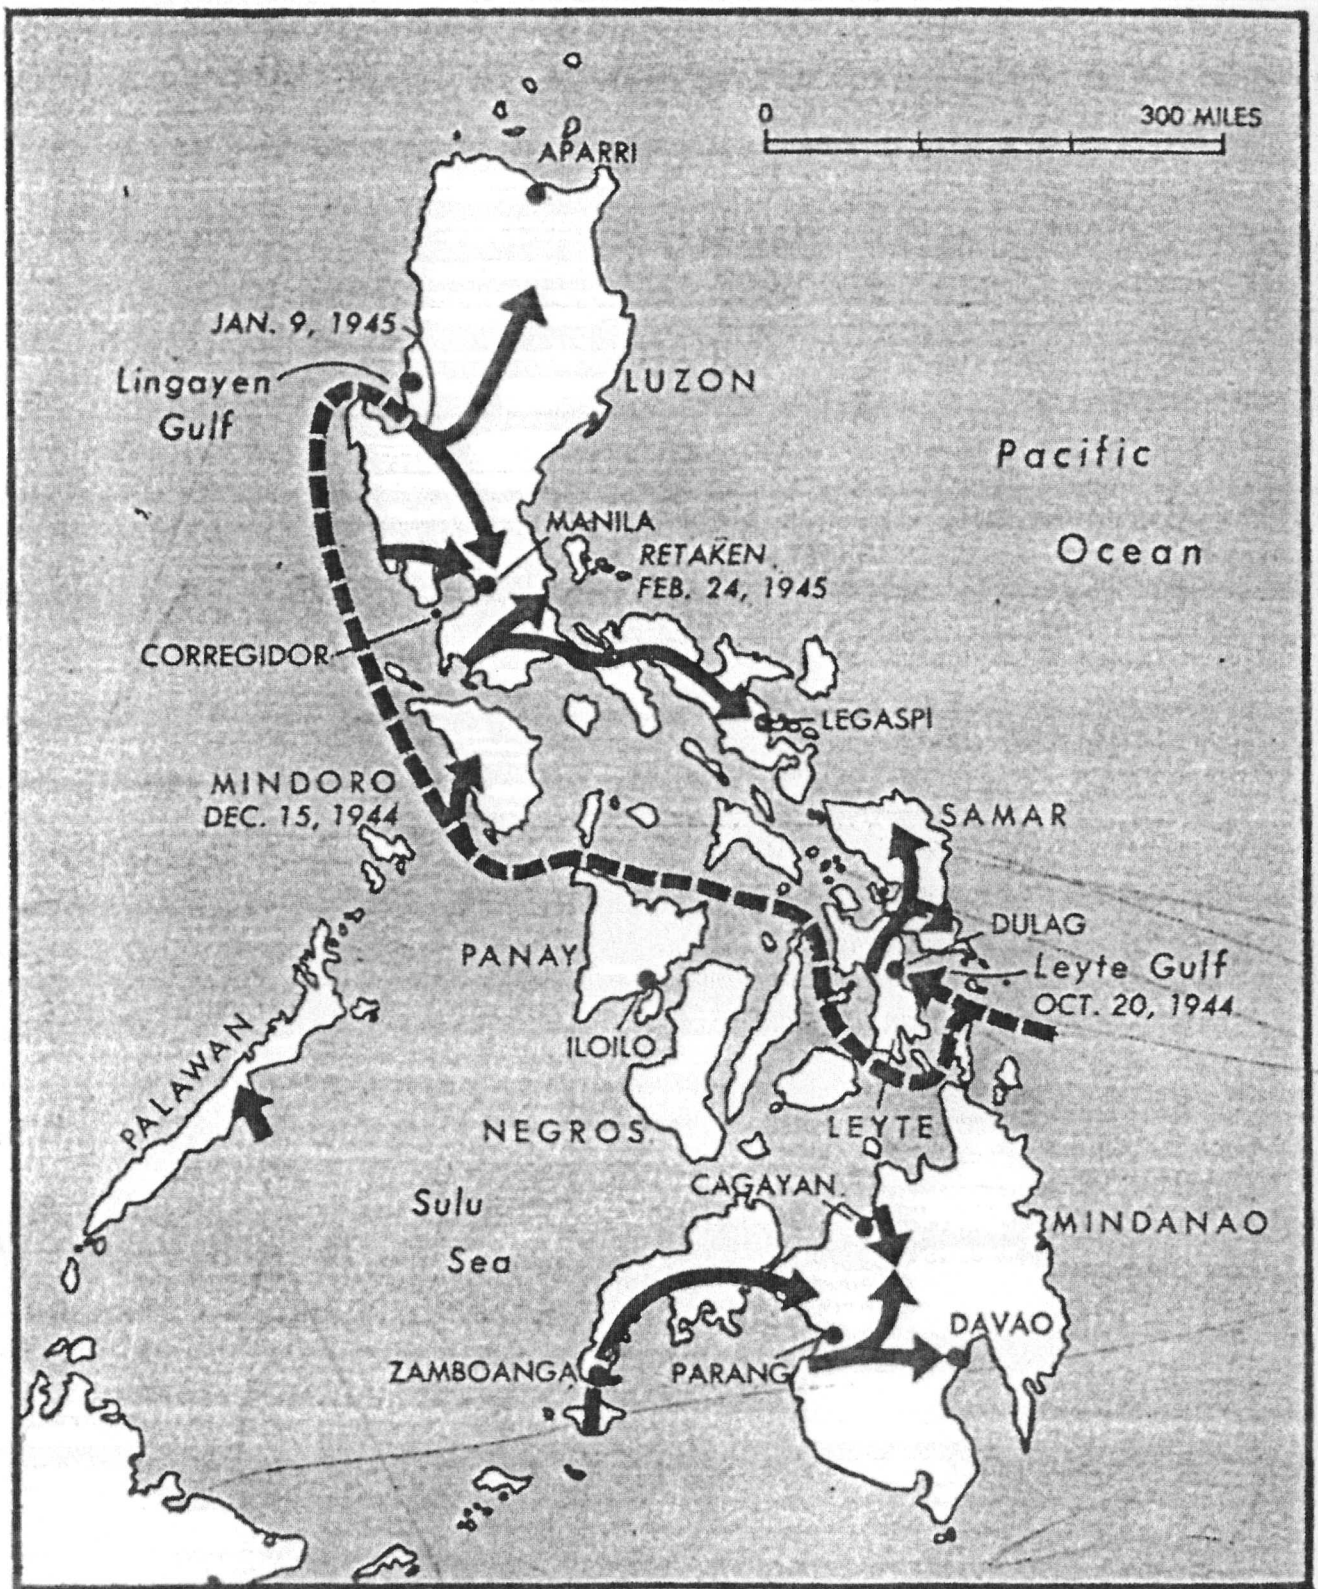 0 300 MILES
APARRI
JAN. 9, 1945
Lingayen
Gulf
LUZON
Pacific
Ocean
MANILA
RETAKEN
FEB. 24, 1945
CORREGIDOR
LEGASPI
MINDORO
DEC. 15, 1944
SAMAR
DULAG
PANAY
Leyte Gulf
OCT. 20, 1944
ILOILO
PALAWAN
NEGROS
LEYTE
CAGAYAN
Sulu
Sea
MINDANAO
DAVAO
ZAMBOANGA
PARANG